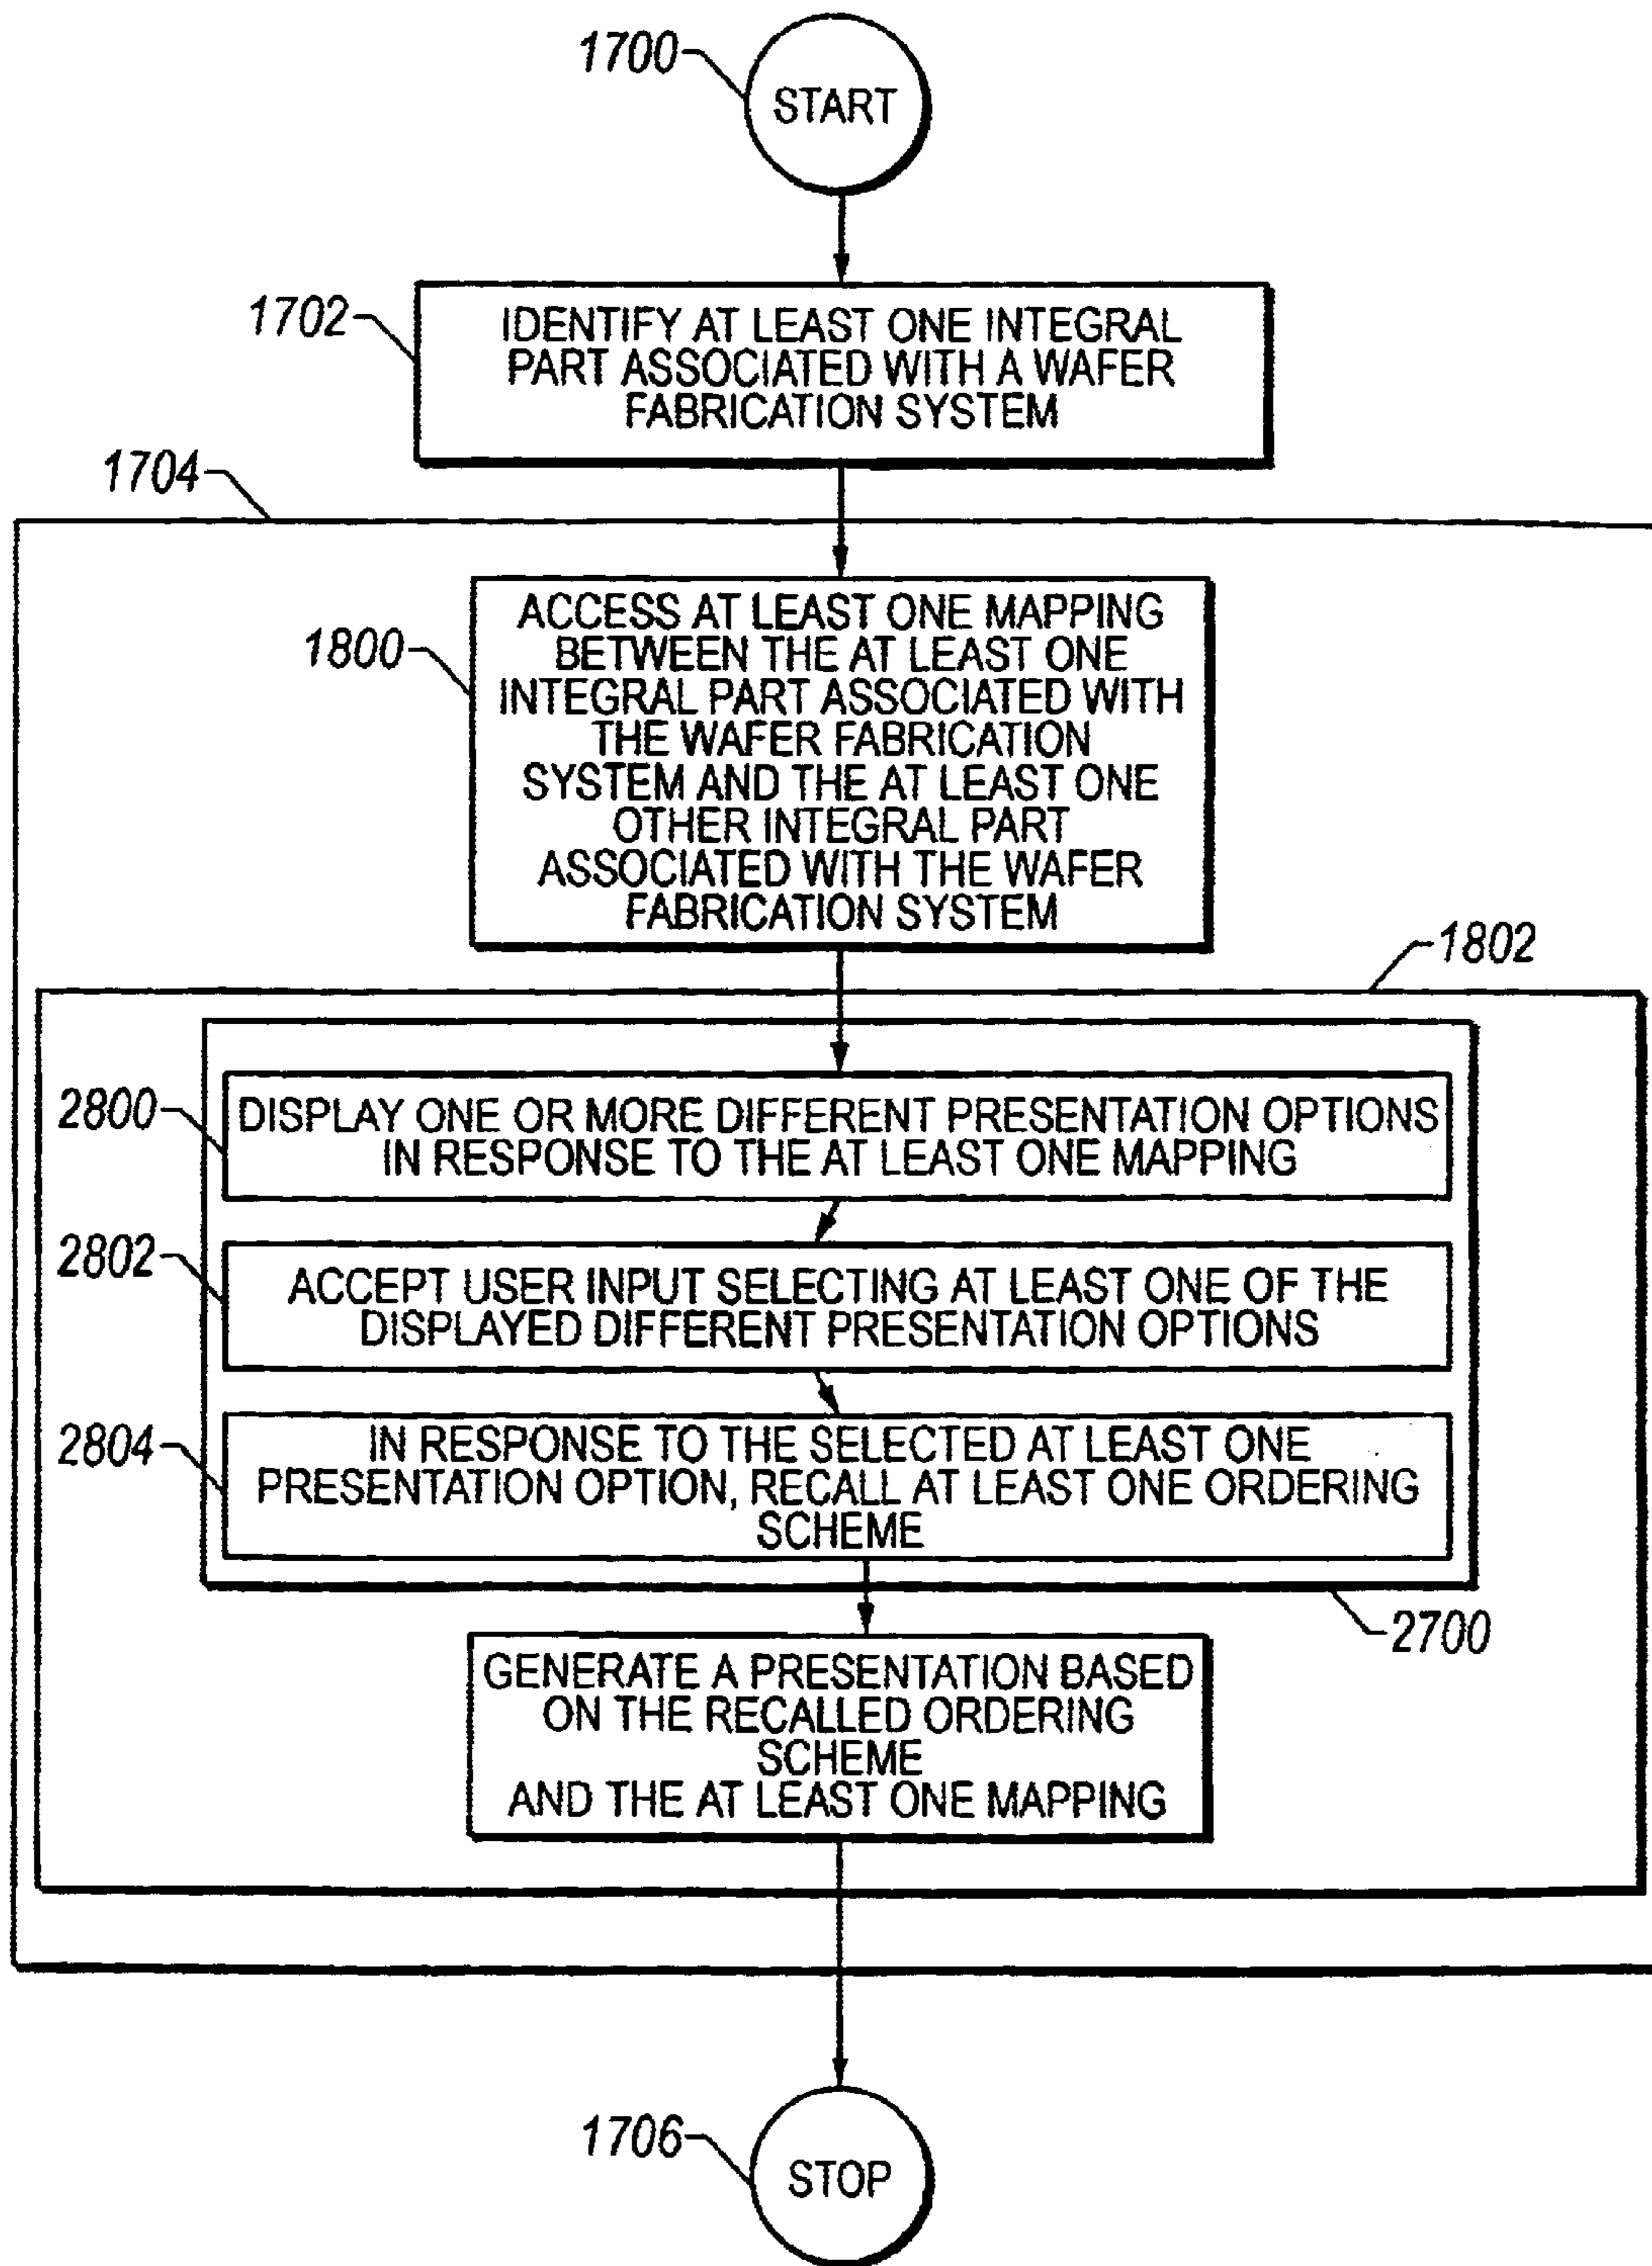 1700
START
1702
IDENTIFY AT LEAST ONE INTEGRAL
PART ASSOCIATED WITH A WAFER
FABRICATION SYSTEM
1704
1800
ACCESS AT LEAST ONE MAPPING
BETWEEN THE AT LEAST ONE
INTEGRAL PART ASSOCIATED WITH
THE WAFER FABRICATION
SYSTEM AND THE AT LEAST ONE
OTHER INTEGRAL PART
ASSOCIATED WITH THE WAFER
FABRICATION SYSTEM
1802
2800
DISPLAY ONE OR MORE DIFFERENT PRESENTATION OPTIONS
IN RESPONSE TO THE AT LEAST ONE MAPPING
2802
ACCEPT USER INPUT SELECTING AT LEAST ONE OF THE
DISPLAYED DIFFERENT PRESENTATION OPTIONS
2804
IN RESPONSE TO THE SELECTED AT LEAST ONE
PRESENTATION OPTION, RECALL AT LEAST ONE ORDERING
SCHEME
2700
GENERATE A PRESENTATION BASED
ON THE RECALLED ORDERING
SCHEME
AND THE AT LEAST ONE MAPPING
1706
STOP